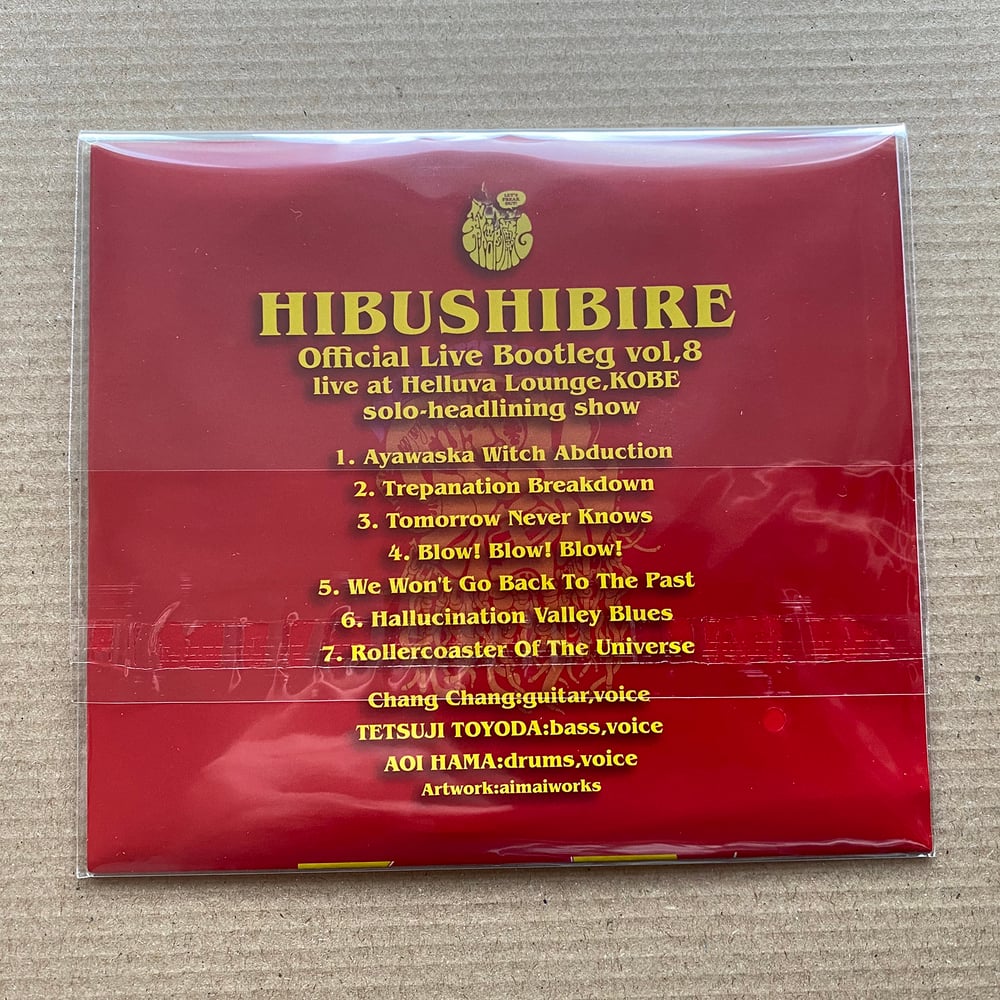 LET'S
FREAK
OUT!
HIBUSHIBIRE
Official Live Bootleg vol,8
live at Helluva Lounge,KOBE
solo-headlining show
1. Ayawaska Witch Abduction
2. Trepanation Breakdown
3. Tomorrow Never Knows
4. Blow! Blow! Blow!
5. We Won't Go Back To The Past
6. Hallucination Valley Blues
7. Rollercoaster Of The Universe
Chang Chang:guitar,voice
TETSUJI TOYODA:bass,voice
AOI HAMA:drums,voice
Artwork:aimaiworks